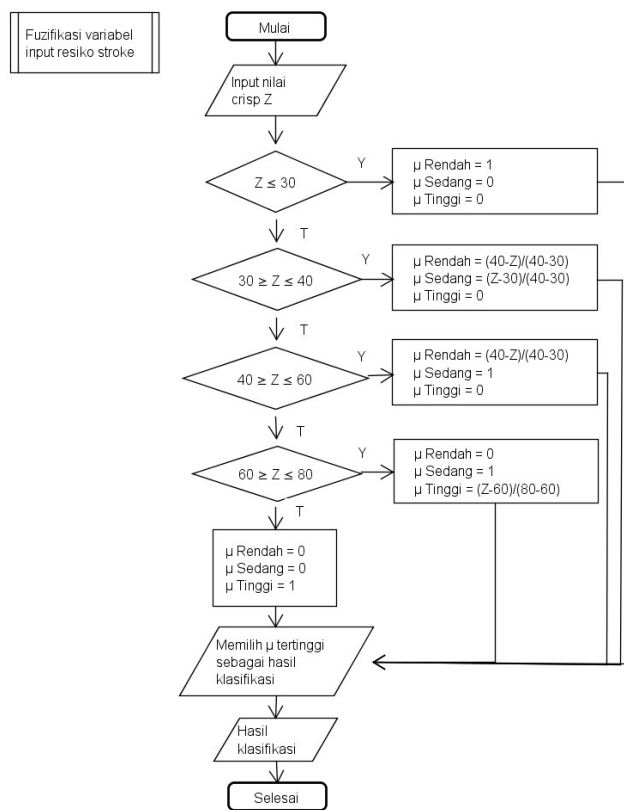 Fuzifikasi variabel
input resiko stroke
Mulai
Input nilai
crisp Z
Z ≤ 30
Y
µ Rendah = 1
µ Sedang = 0
µ Tinggi = 0
T
30 ≥ Z ≤ 40
Y
µ Rendah = (40-Z)/(40-30)
µ Sedang = (Z-30)/(40-30)
µ Tinggi = 0
T
40 ≥ Z ≤ 60
Y
µ Rendah = (40-Z)/(40-30)
µ Sedang = 1
µ Tinggi = 0
T
60 ≥ Z ≤ 80
Y
µ Rendah = 0
µ Sedang = 1
µ Tinggi = (Z-60)/(80-60)
T
µ Rendah = 0
µ Sedang = 0
µ Tinggi = 1
Memilih µ tertinggi
sebagai hasil
klasifikasi
Hasil
klasifikasi
Selesai